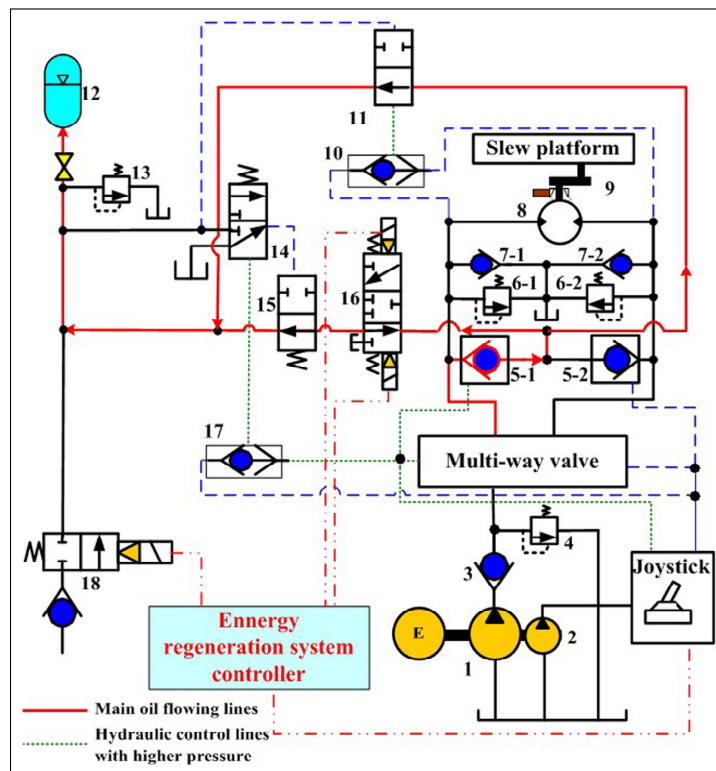 12
13
11
10
Slew platform
9
8
14
7-1
7-2
6-1
6-2
15
16
5-1
5-2
17
Multi-way valve
4
3
Joystick
18
E
2
1
Ennergy
regeneration system
controller
Main oil flowing lines
Hydraulic control lines
with higher pressure